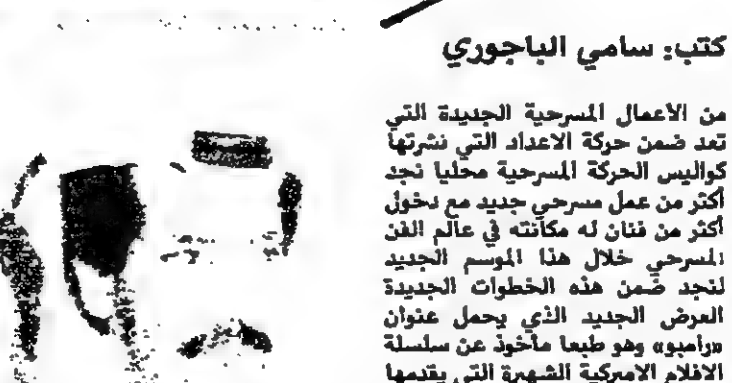 كتب: سامي الباجوري
من الاعمال المسرحية الجديدة التي
تعد ضمن حركة الاعداد التي نشرتها
كواليس الحركة المسرحية محليا نجد
أكثر من عمل مسرحي جديد مع دخول
أكثر من فنان له مكانته في عالم الفن
المسرحي خلال هذا الموسم الجديد
لنجد ضمن هذه الخطوات الجديدة
العرض الجديد الذي يحمل عنوان
«رامبو» وهو طبعا مأخوذ عن سلسلة
الافلام الاميركية الشهيرة التي يقدمها